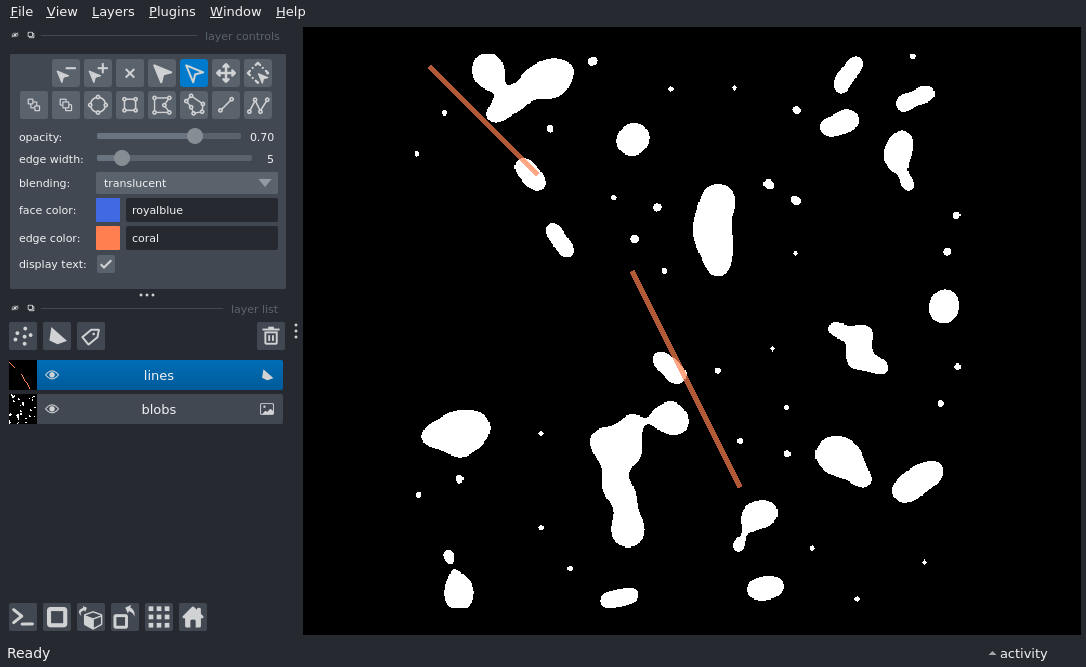 File View Layers Plugins Window Help
layer controls
opacity: 0.70
edge width: 5
blending: translucent
face color: royalblue
edge color: coral
display text:
layer list
lines
blobs
Ready
activity